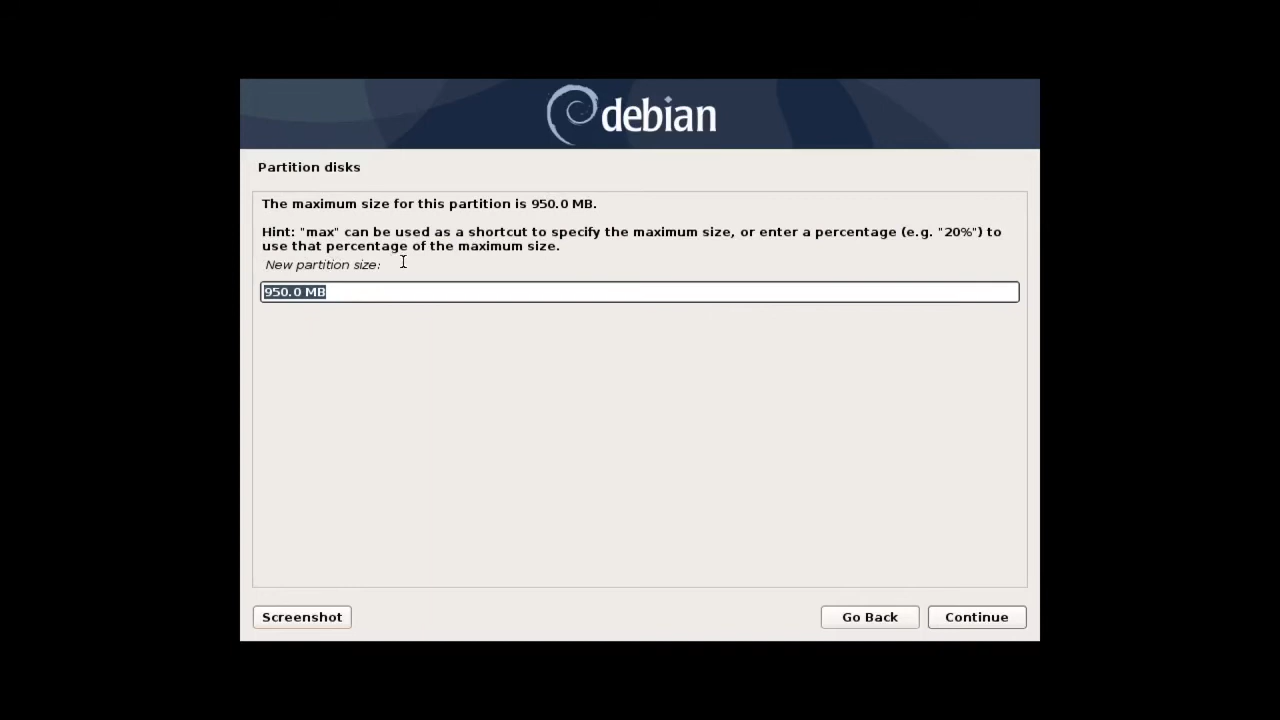 debian
Partition disks
The maximum size for this partition is 950.0 MB.
Hint: "max" can be used as a shortcut to specify the maximum size, or enter a percentage (e.g. "20%") to
use that percentage of the maximum size.
New partition size:
950.0 MB
Screenshot
Go Back
Continue